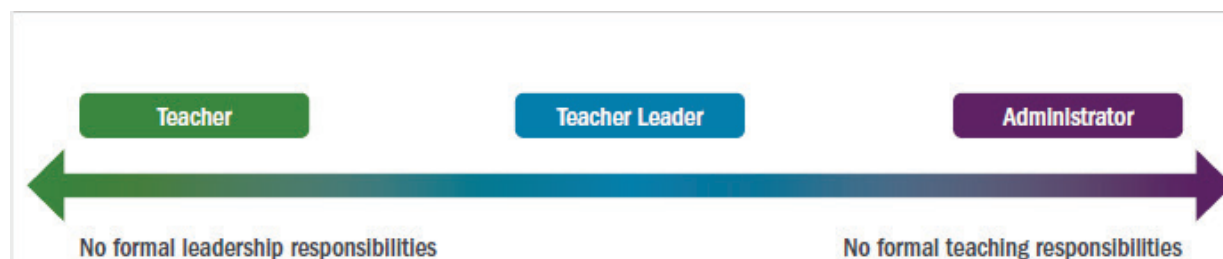 Teacher
Teacher Leader
Administrator
No formal leadership responsibilities
No formal teaching responsibilities